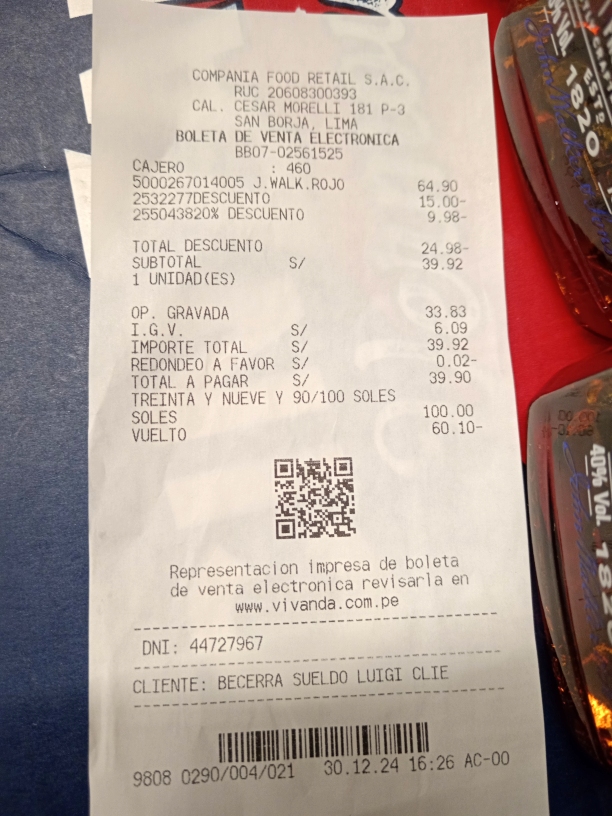 COMPANIA FOOD RETAIL S.A.C.
RUC 20608300393
CAL. CESAR MORELLI 181 P-3
SAN BORJA, LIMA
BOLETA DE VENTA ELECTRONICA
BB07-02561525
CAJERO : 460
5000267014005 J.WALK.ROJO 64.90
2532277DESCUENTO 15.00-
255043820% DESCUENTO 9.98-
TOTAL DESCUENTO 24.98-
SUBTOTAL S/ 39.92
1 UNIDAD(ES)
OP. GRAVADA 33.83
I.G.V. S/ 6.09
IMPORTE TOTAL S/ 39.92
REDONDEO A FAVOR S/ 0.02-
TOTAL A PAGAR S/ 39.90
TREINTA Y NUEVE Y 90/100 SOLES
SOLES 100.00
VUELTO 60.10-
Representacion impresa de boleta
de venta electronica revisarla en
www.vivanda.com.pe
DNI: 44727967
CLIENTE: BECERRA SUELDO LUIGI CLIE
9808 0290/004/021 30.12.24 16:26 AC-00
ESTD
1820
40% Vol.